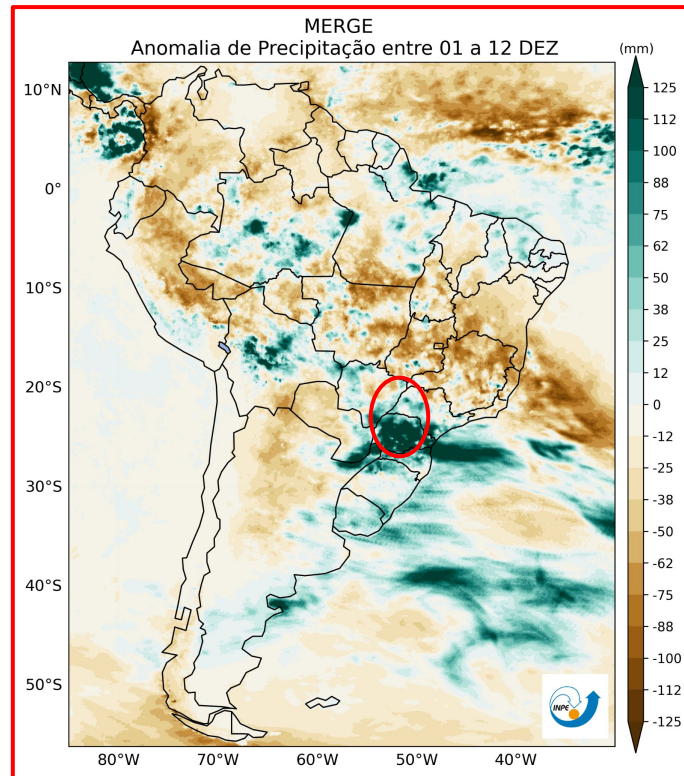 MERGE
Anomalia de Precipitação entre 01 a 12 DEZ
(mm)
10°N
0°
10°S
20°S
30°S
40°S
50°S
80°W 70°W 60°W 50°W 40°W
125
112
100
88
75
62
50
38
25
12
0
-12
-25
-38
-50
-62
-75
-88
-100
-112
-125
INPE